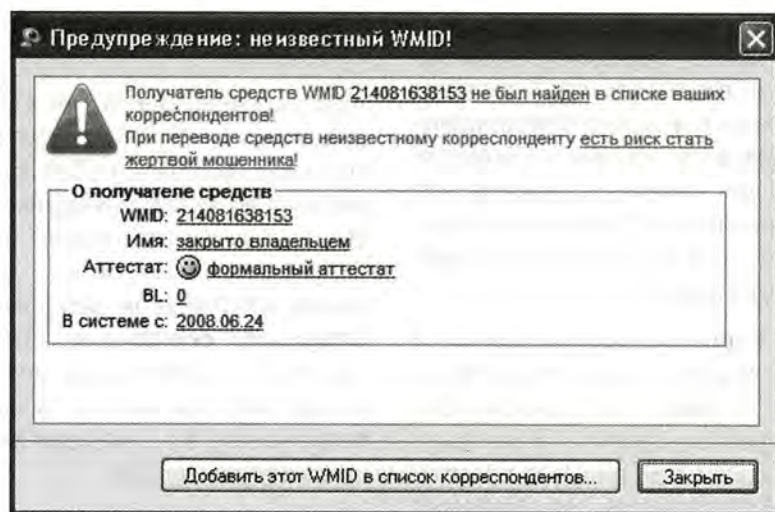 Предупреждение: неизвестный WMID!
Получатель средств WMID 214081638153 не был найден в списке ваших
корреспондентов!
При переводе средств неизвестному корреспонденту есть риск стать
жертвой мошенника!
О получателе средств
WMID: 214081638153
Имя: закрыто владельцем
Аттестат: формальный аттестат
BL: 0
В системе с: 2008.06.24
Добавить этот WMID в список корреспондентов... Закрыть